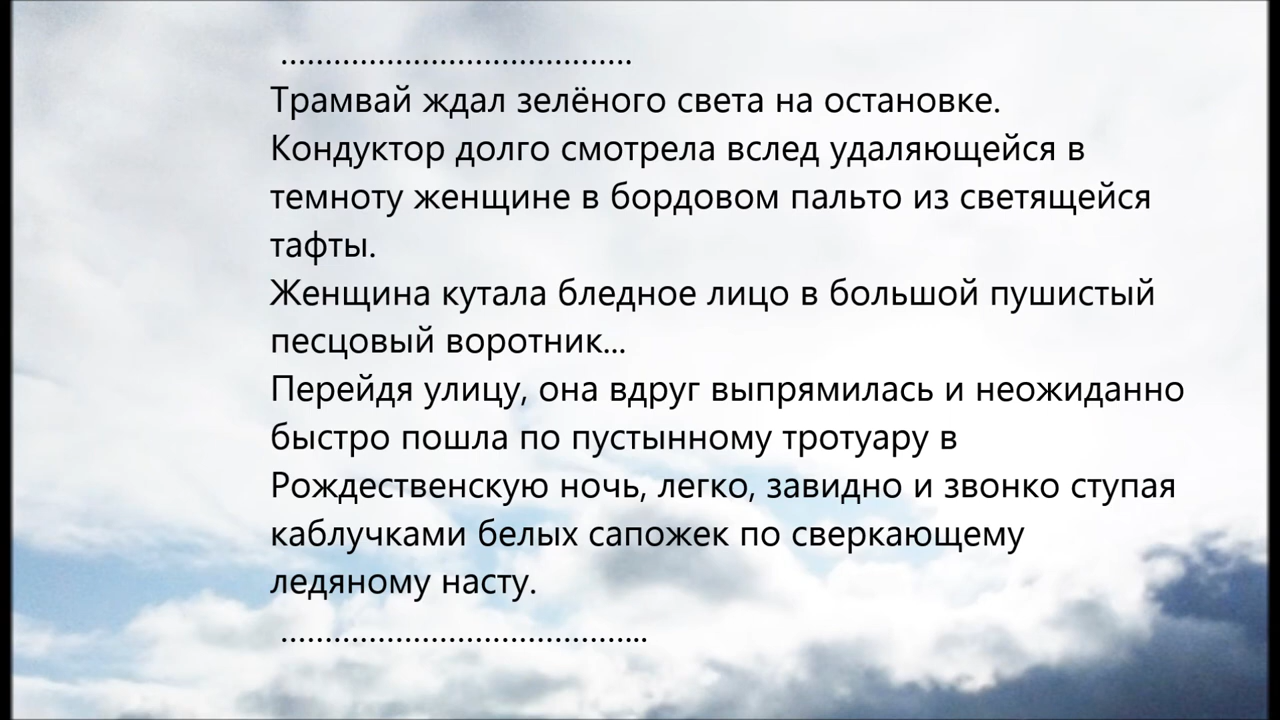 ………………………………….
Трамвай ждал зелёного света на остановке.
Кондуктор долго смотрела вслед удаляющейся в
темноту женщине в бордовом пальто из светящейся
тафты.
Женщина кутала бледное лицо в большой пушистый
песцовый воротник...
Перейдя улицу, она вдруг выпрямилась и неожиданно
быстро пошла по пустынному тротуару в
Рождественскую ночь, легко, завидно и звонко ступая
каблучками белых сапожек по сверкающему
ледяному насту.
…………………………………...